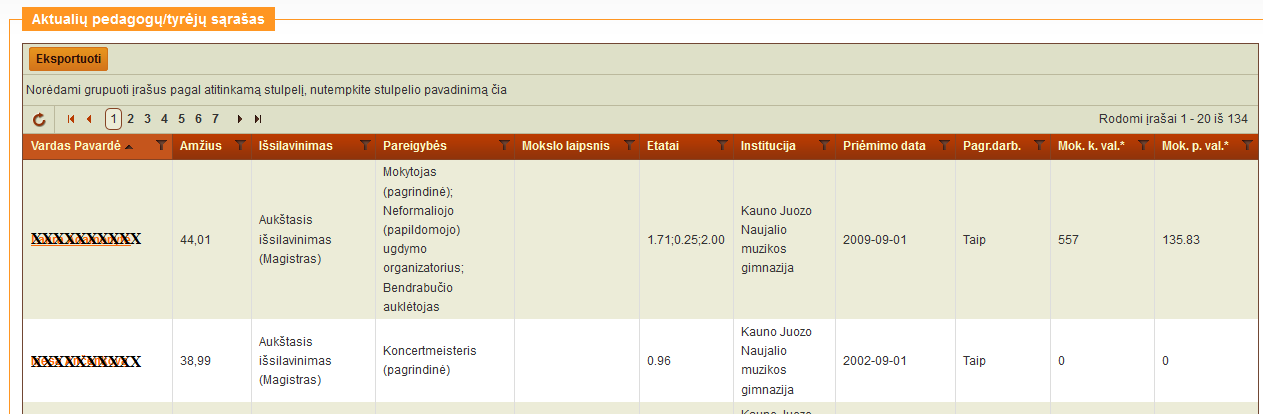 Aktualių pedagogų/tyrėjų sąrašas
Eksportuoti
Norėdami grupuoti įrašus pagal atitinkamą stulpelį, nutempkite stulpelio pavadinimą čia
1 2 3 4 5 6 7 Rodomi įrašai 1 - 20 iš 134
Vardas Pavardė Amžius Išsilavinimas Pareigybės Mokslo laipsnis Etatai Institucija Priėmimo data Pagr.darb. Mok. k. val.* Mok. p. val.*
XXXXXXXXXX
44,01
Aukštasis
išsilavinimas
(Magistras)
Mokytojas
(pagrindinė);
Neformaliojo
(papildomojo)
ugdymo
organizatorius;
Bendrabučio
auklėtojas
1.71;0.25;2.00
Kauno Juozo
Naujalio
muzikos
gimnazija
2009-09-01
Taip
557
135.83
XXXXXXXXXX
38,99
Aukštasis
išsilavinimas
(Magistras)
Koncertmeisteris
(pagrindinė)
0.96
Kauno Juozo
Naujalio
muzikos
gimnazija
2002-09-01
Taip
0
0
Kauno Juozo